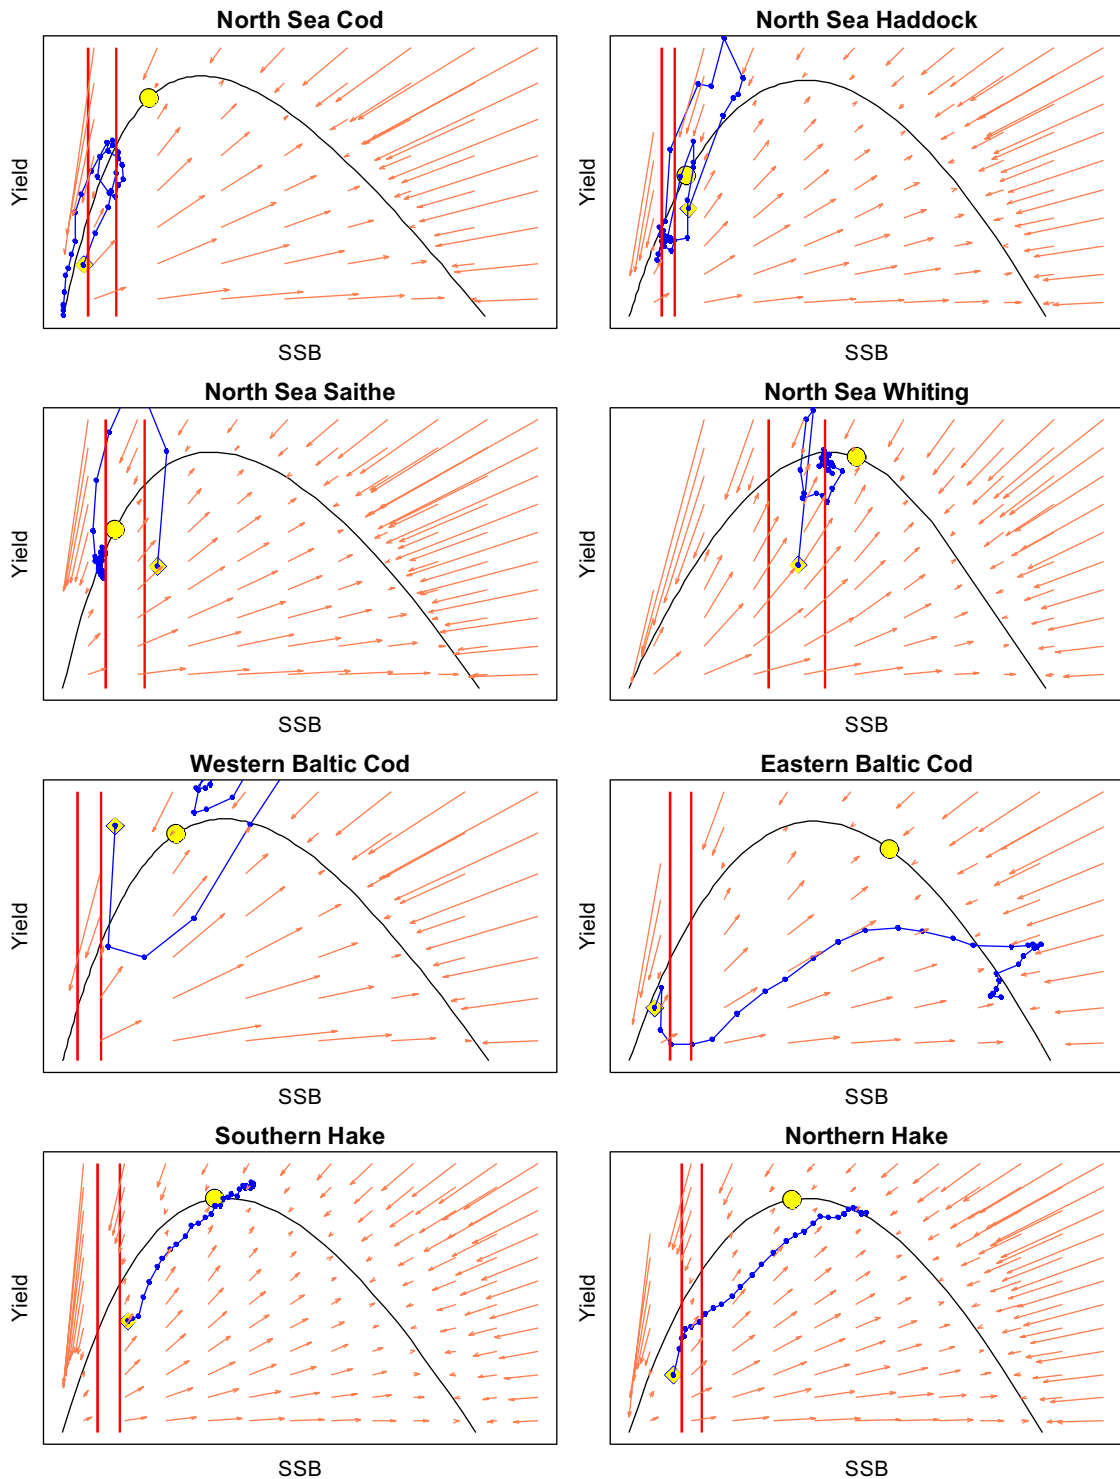 North Sea Cod
North Sea Haddock
Yield
Yield
SSB
SSB
North Sea Saithe
North Sea Whiting
Yield
Yield
SSB
SSB
Western Baltic Cod
Eastern Baltic Cod
Yield
Yield
SSB
SSB
Southern Hake
Northern Hake
Yield
Yield
SSB
SSB